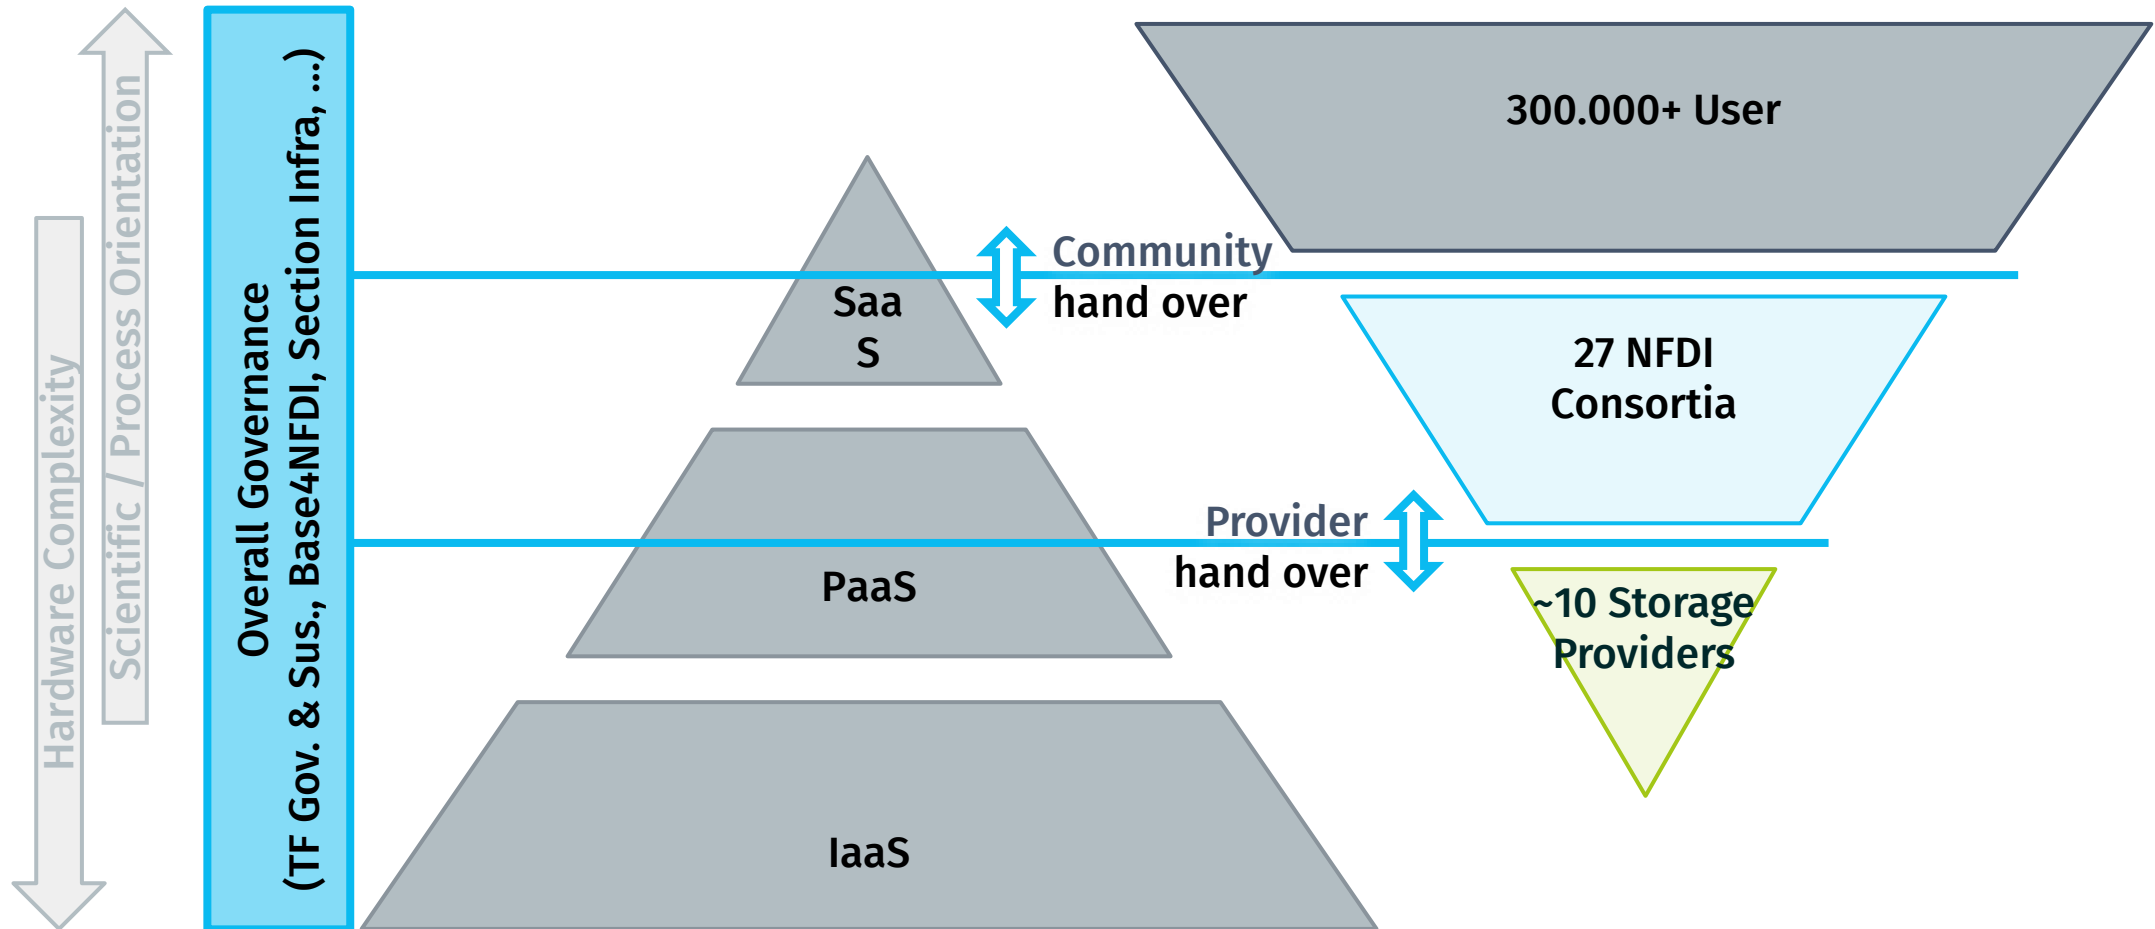 Hardware Complexity
Scientific / Process Orientation
Overall Governance
(TF Gov. & Sus., Base4NFDI, Section Infra, ...)
300.000+ User
Community
hand over
Saa
S
27 NFDI
Consortia
Provider
hand over
PaaS
~10 Storage
Providers
IaaS